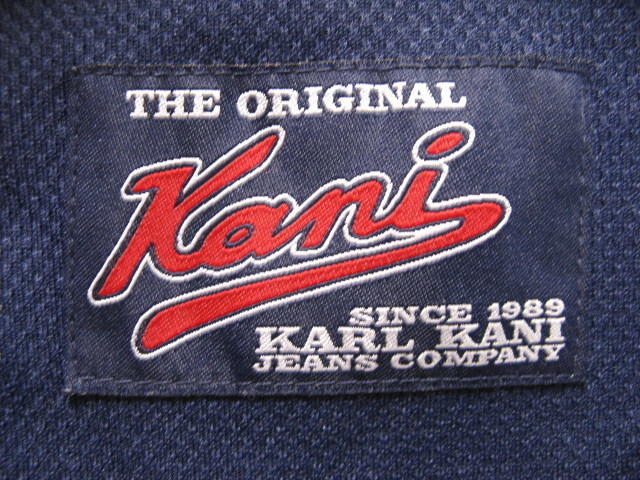 THE ORIGINAL
Kani
SINCE 1989
KARL KANI
JEANS COMPANY